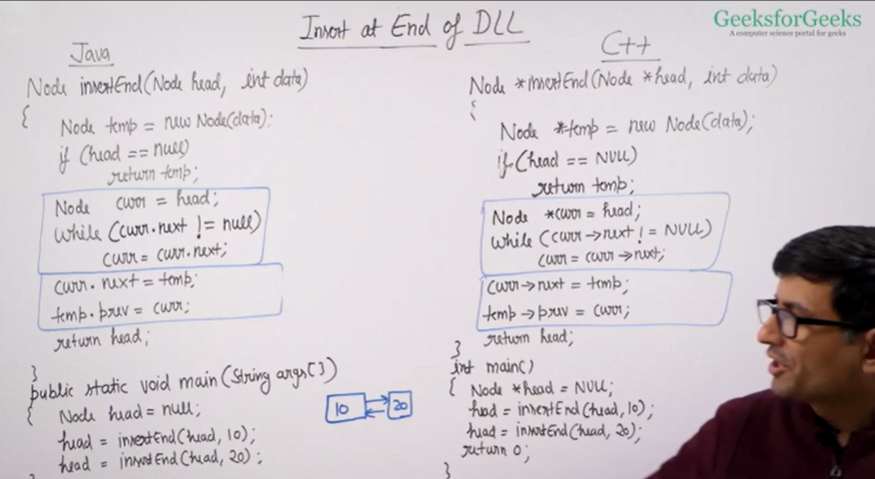 Insert at End of DLL
GeeksforGeeks
A computer science portal for geeks
Java
Node insertEnd(Node head, int data)
{
Node temp = new Node(data);
if (head == null)
return temp;
Node curr = head;
while (curr.next != null)
curr = curr.next;
curr.next = temp;
temp.prev = curr;
return head;
}
public static void main(String args[])
{ Node head = null;
head = insertEnd(head, 10);
head = insertEnd(head, 20);
}
10 20
C++
Node *insertEnd(Node *head, int data)
{
Node *temp = new Node(data);
if (head == NULL)
return temp;
Node *curr = head;
while (curr->next != NULL)
curr = curr->next;
curr->next = temp;
temp->prev = curr;
return head;
}
int main()
{ Node *head = NULL;
head = insertEnd(head, 10);
head = insertEnd(head, 20);
return 0;
}